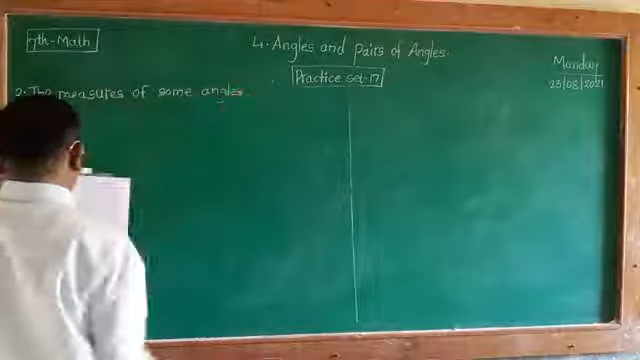 7th-Math
4. Angles and Pairs of Angles.
Monday
Practice set-17
23/08/2021
2. The measures of some angles